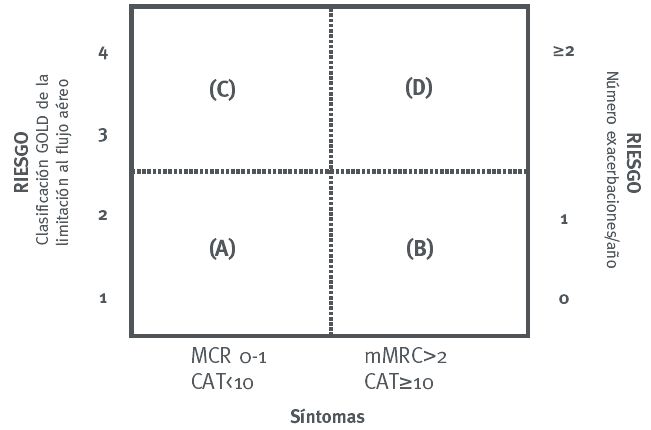 RIESGO
Clasificación GOLD de la
limitación al flujo aéreo
4
3
2
1
(C)
(D)
(A)
(B)
≥2
1
0
RIESGO
Número exacerbaciones/año
MCR 0-1
CAT<10
mMRC>2
CAT≥10
Síntomas